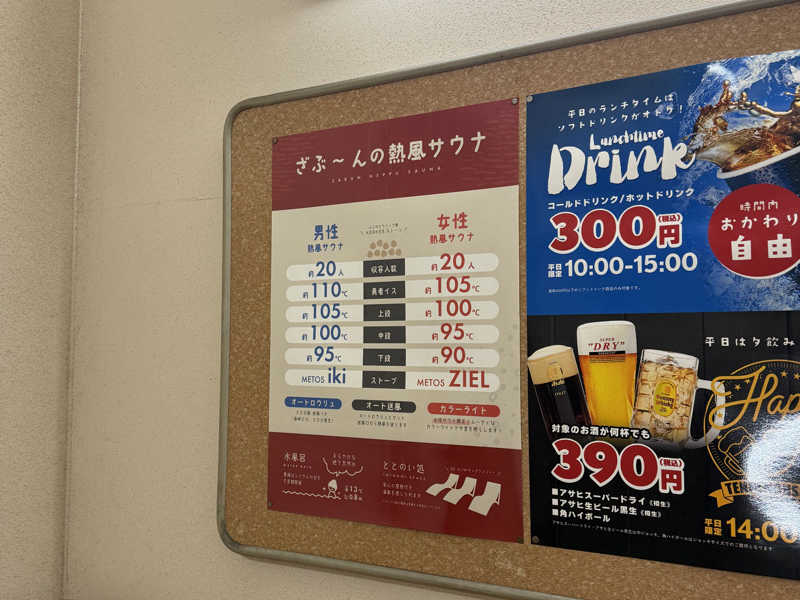 ざぶ〜んの熱風サウナ
ZABUN NEPPU SAUNA
男性
熱風サウナ
女性
熱風サウナ
約20人 収容人数 約20人
約110℃ 勇者イス 約105℃
約105℃ 上段 約100℃
約100℃ 中段 約95℃
約95℃ 下段 約90℃
METOS iki ストーブ METOS ZIEL
オートロウリュ
オート送風
カラーライト
水風呂
ととのい処
平日のランチタイムは
ソフトドリンクがオトク!
Lunchtime
Drink
コールドドリンク/ホットドリンク
300円(税込)
平日限定 10:00-15:00
時間内
おかわり
自由
平日は夕飲み
SUPER
"DRY"
対象のお酒が何杯でも
390円(税込)
■アサヒスーパードライ《相生》
■アサヒ生ビール黒生《相生》
■角ハイボール
平日限定 14:00